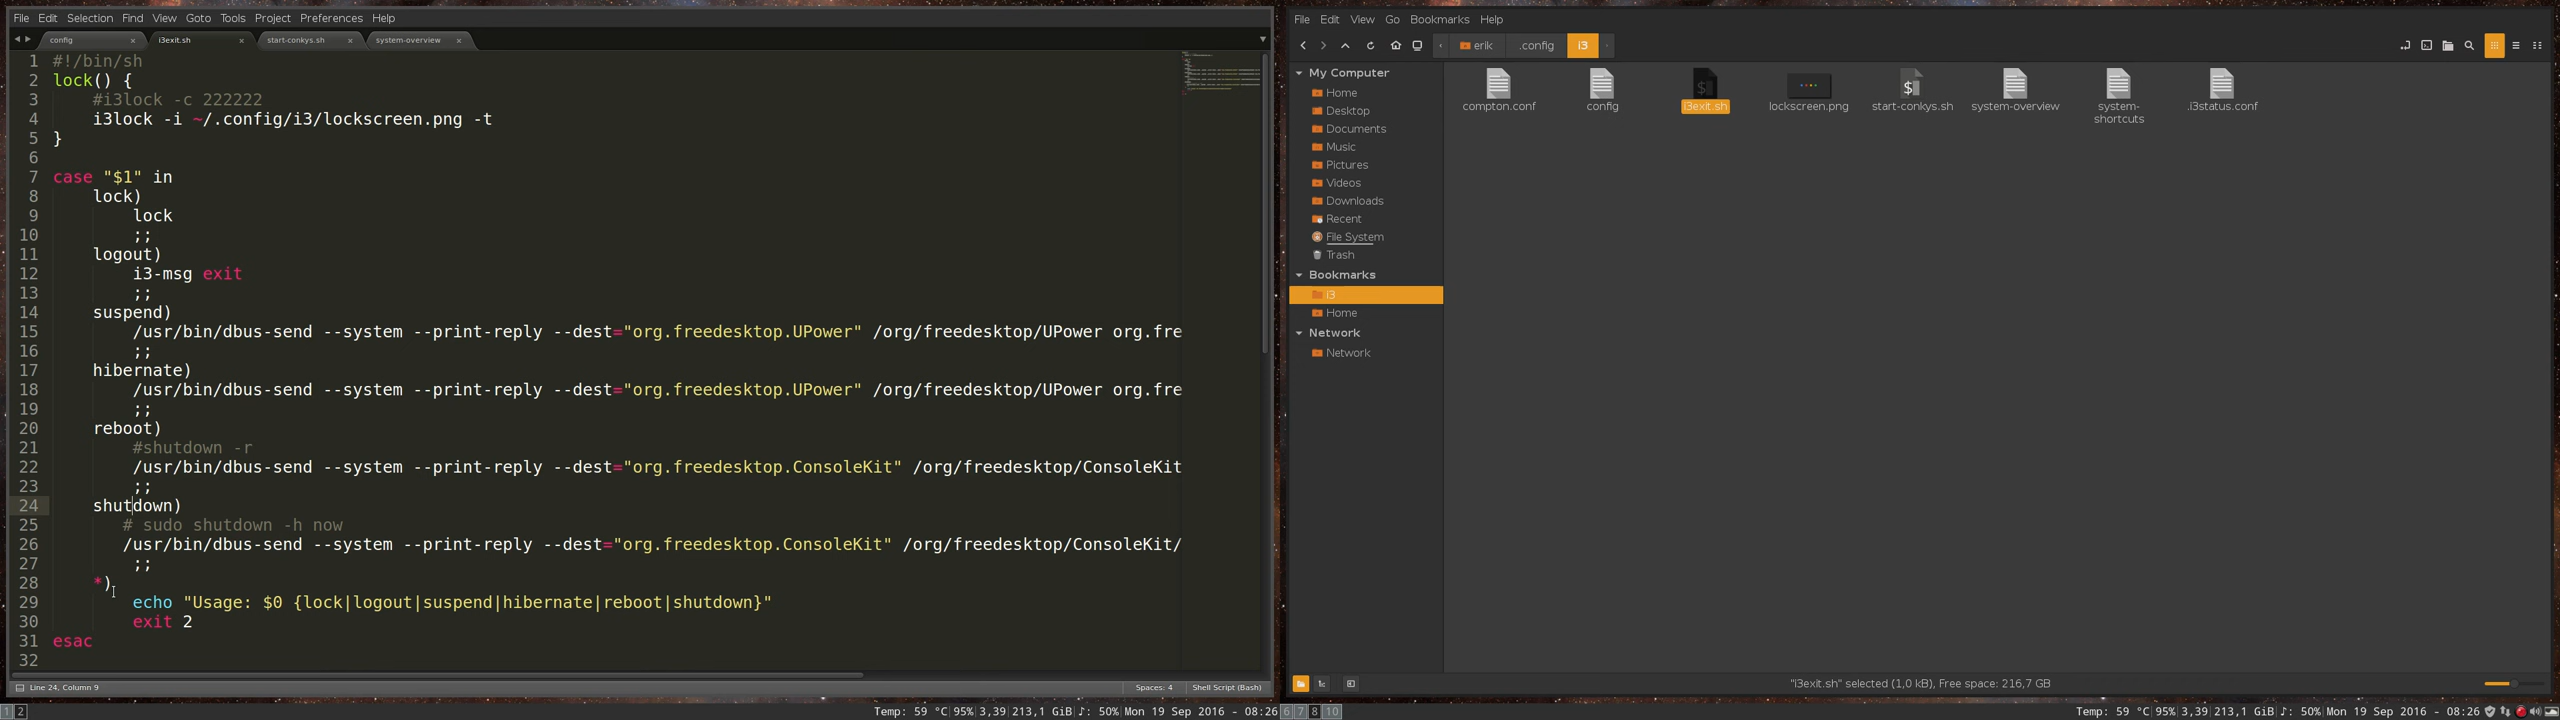 File Edit Selection Find View Goto Tools Project Preferences Help
config × i3exit.sh × start-conkys.sh × system-overview ×
1 #!/bin/sh
2 lock() {
3 #i3lock -c 222222
4 i3lock -i ~/.config/i3/lockscreen.png -t
5 }
6
7 case "$1" in
8 lock)
9 lock
10 ;;
11 logout)
12 i3-msg exit
13 ;;
14 suspend)
15 /usr/bin/dbus-send --system --print-reply --dest="org.freedesktop.UPower" /org/freedesktop/UPower org.fre
16 ;;
17 hibernate)
18 /usr/bin/dbus-send --system --print-reply --dest="org.freedesktop.UPower" /org/freedesktop/UPower org.fre
19 ;;
20 reboot)
21 #shutdown -r
22 /usr/bin/dbus-send --system --print-reply --dest="org.freedesktop.ConsoleKit" /org/freedesktop/ConsoleKit
23 ;;
24 shutdown)
25 # sudo shutdown -h now
26 /usr/bin/dbus-send --system --print-reply --dest="org.freedesktop.ConsoleKit" /org/freedesktop/ConsoleKit/
27 ;;
28 *)
29 echo "Usage: $0 {lock|logout|suspend|hibernate|reboot|shutdown}"
30 exit 2
31 esac
32
Line 24, Column 9 Spaces: 4 Shell Script (Bash)
1 2 Temp: 59 °C|95%|3,39|213,1 GiB|♪: 50%|Mon 19 Sep 2016 - 08:26
File Edit View Go Bookmarks Help
erik .config i3
My Computer
Home
Desktop
Documents
Music
Pictures
Videos
Downloads
Recent
File System
Trash
Bookmarks
i3
Home
Network
Network
compton.conf config i3exit.sh lockscreen.png start-conkys.sh system-overview system-shortcuts .i3status.conf
"i3exit.sh" selected (1,0 kB), Free space: 216,7 GB
6 7 8 10 Temp: 59 °C|95%|3,39|213,1 GiB|♪: 50%|Mon 19 Sep 2016 - 08:26